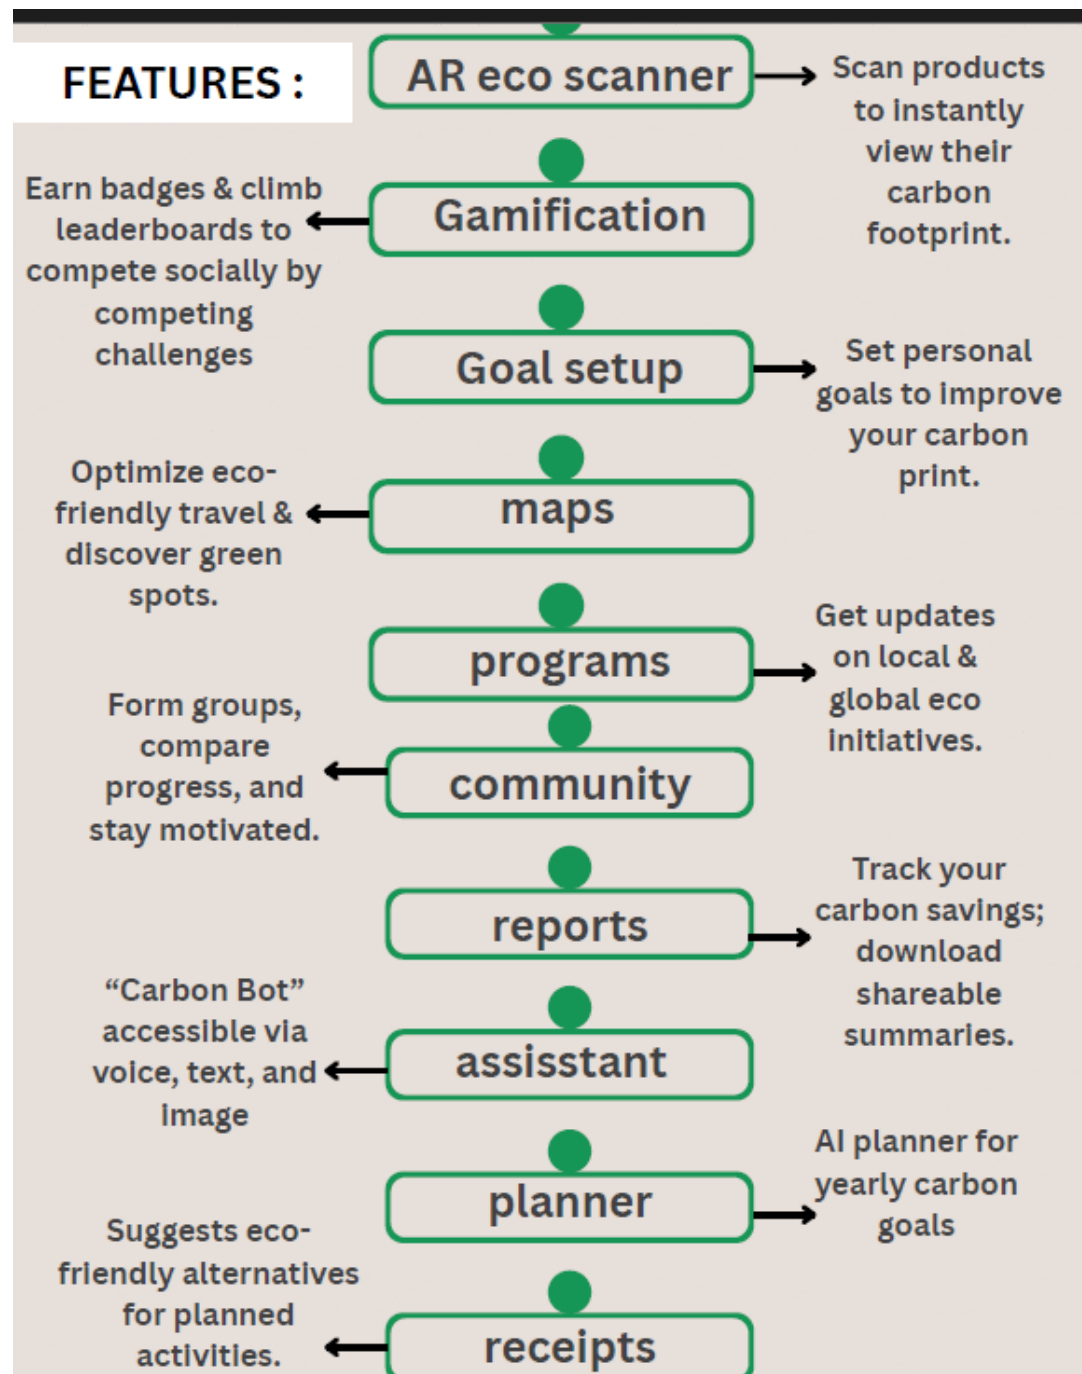 FEATURES :
AR eco scanner
Scan products
to instantly
view their
carbon
footprint.
Gamification
Earn badges & climb
leaderboards to
compete socially by
competing
challenges
Goal setup
Set personal
goals to improve
your carbon
print.
maps
Optimize eco-
friendly travel &
discover green
spots.
programs
Get updates
on local &
global eco
initiatives.
community
Form groups,
compare
progress, and
stay motivated.
reports
Track your
carbon savings;
download
shareable
summaries.
assisstant
“Carbon Bot”
accessible via
voice, text, and
image
planner
AI planner for
yearly carbon
goals
receipts
Suggests eco-
friendly alternatives
for planned
activities.